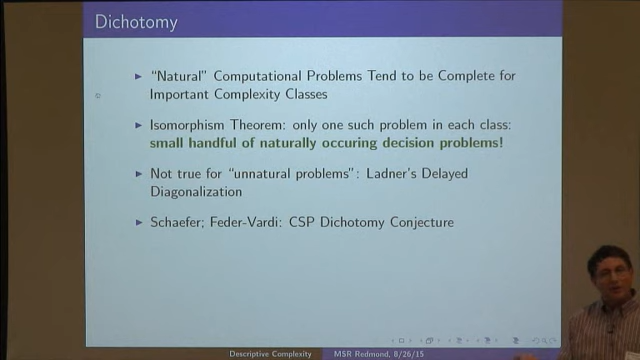 Dichotomy
"Natural" Computational Problems Tend to be Complete for
Important Complexity Classes
Isomorphism Theorem: only one such problem in each class:
small handful of naturally occuring decision problems!
Not true for "unnatural problems": Ladner's Delayed
Diagonalization
Schaefer; Feder-Vardi: CSP Dichotomy Conjecture
Descriptive Complexity MSR Redmond, 8/26/15